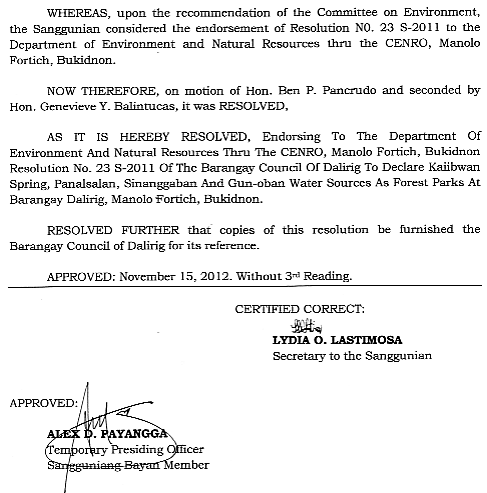 WHEREAS, upon the recommendation of the Committee on Environment,
the Sanggunian considered the endorsement of Resolution N0. 23 S-2011 to the
Department of Environment and Natural Resources thru the CENRO, Manolo
Fortich, Bukidnon.
NOW THEREFORE, on motion of Hon. Ben P. Pancrudo and seconded by
Hon. Genevieve Y. Balintucas, it was RESOLVED,
AS IT IS HEREBY RESOLVED, Endorsing To The Department Of
Environment And Natural Resources Thru The CENRO, Manolo Fortich, Bukidnon
Resolution No. 23 S-2011 Of The Barangay Council Of Dalirig To Declare Kaiibwan
Spring, Panalsalan, Sinanggaban And Gun-oban Water Sources As Forest Parks At
Barangay Dalirig, Manolo Fortich, Bukidnon.
RESOLVED FURTHER that copies of this resolution be furnished the
Barangay Council of Dalirig for its reference.
APPROVED: November 15, 2012. Without 3rd Reading.
CERTIFIED CORRECT:
LYDIA O. LASTIMOSA
Secretary to the Sanggunian
APPROVED:
ALEX D. PAYANGGA
Temporary Presiding Officer
Sangguniang Bayan Member